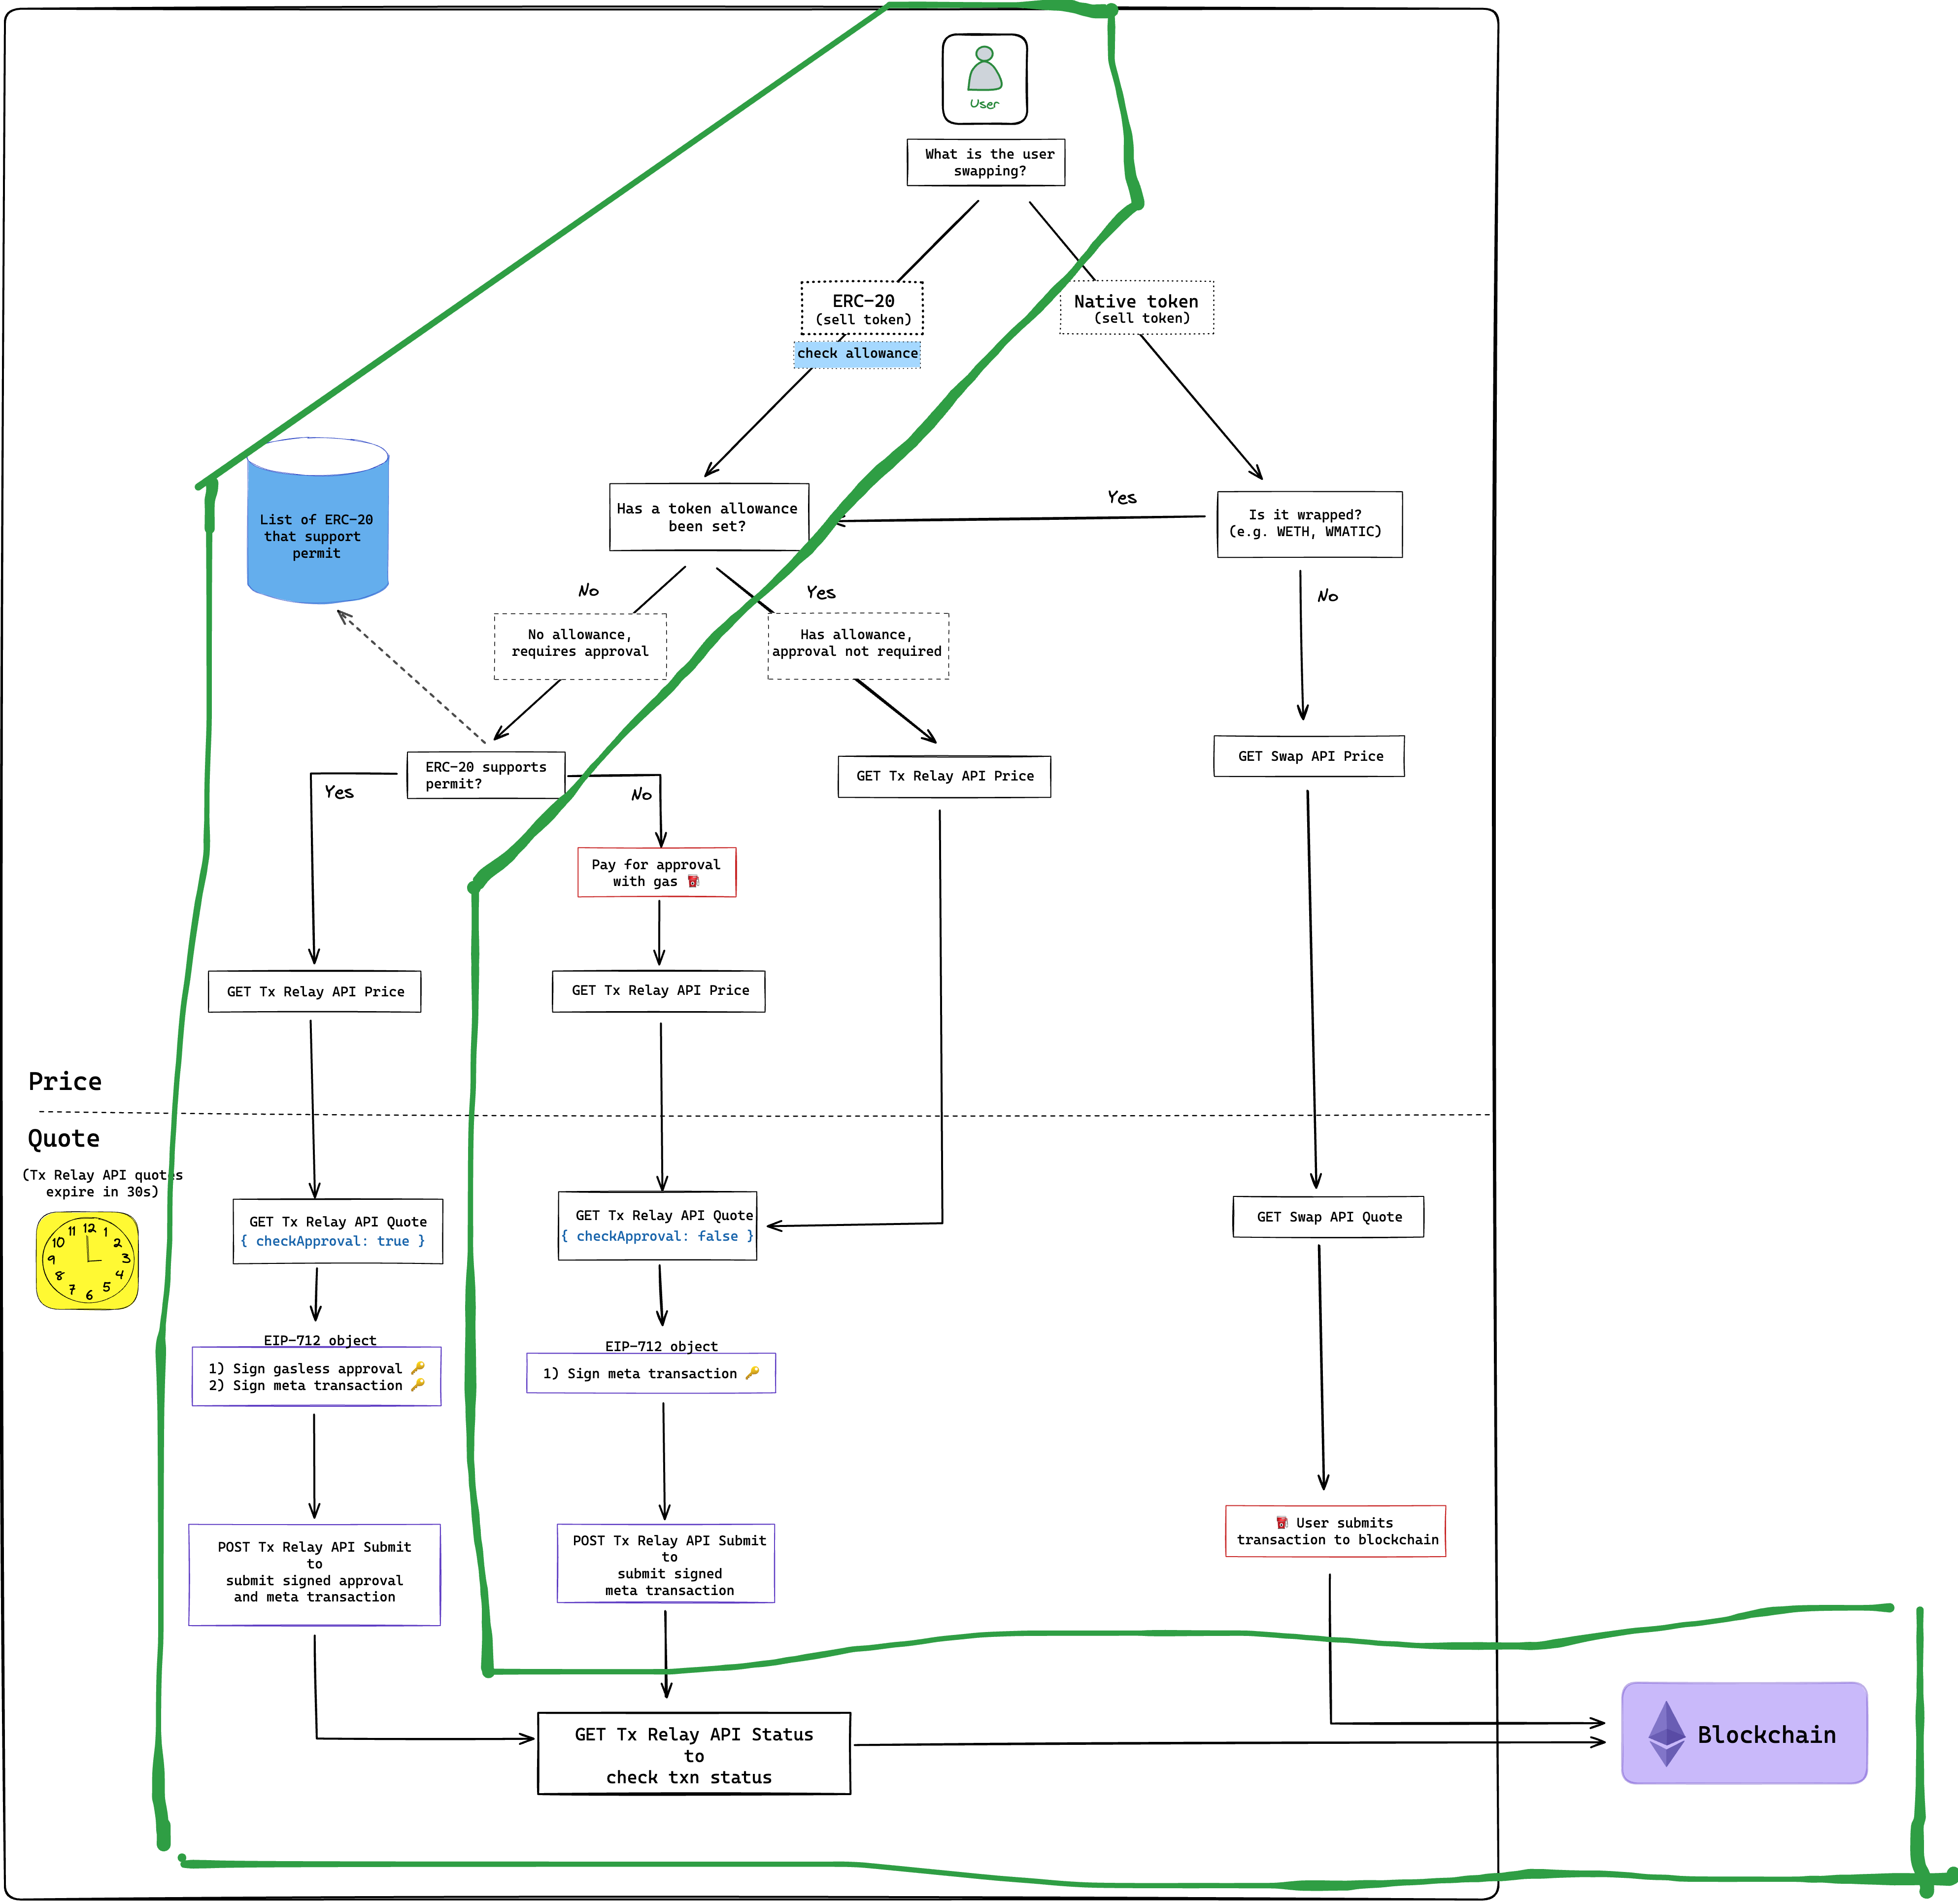 User
What is the user
swapping?
ERC-20
(sell token)
Native token
(sell token)
check allowance
List of ERC-20
that support
permit
Has a token allowance
been set?
Yes
Is it wrapped?
(e.g. WETH, WMATIC)
No
Yes
No
No allowance,
requires approval
Has allowance,
approval not required
ERC-20 supports
permit?
Yes
No
GET Tx Relay API Price
GET Swap API Price
Pay for approval
with gas ⛽
GET Tx Relay API Price
GET Tx Relay API Price
Price
Quote
(Tx Relay API quotes
expire in 30s)
12
1
2
3
4
5
6
7
8
9
10
11
GET Tx Relay API Quote
{ checkApproval: true }
GET Tx Relay API Quote
{ checkApproval: false }
GET Swap API Quote
EIP-712 object
1) Sign gasless approval 🔑
2) Sign meta transaction 🔑
EIP-712 object
1) Sign meta transaction 🔑
POST Tx Relay API Submit
to
submit signed approval
and meta transaction
POST Tx Relay API Submit
to
submit signed
meta transaction
⛽ User submits
transaction to blockchain
GET Tx Relay API Status
to
check txn status
Blockchain